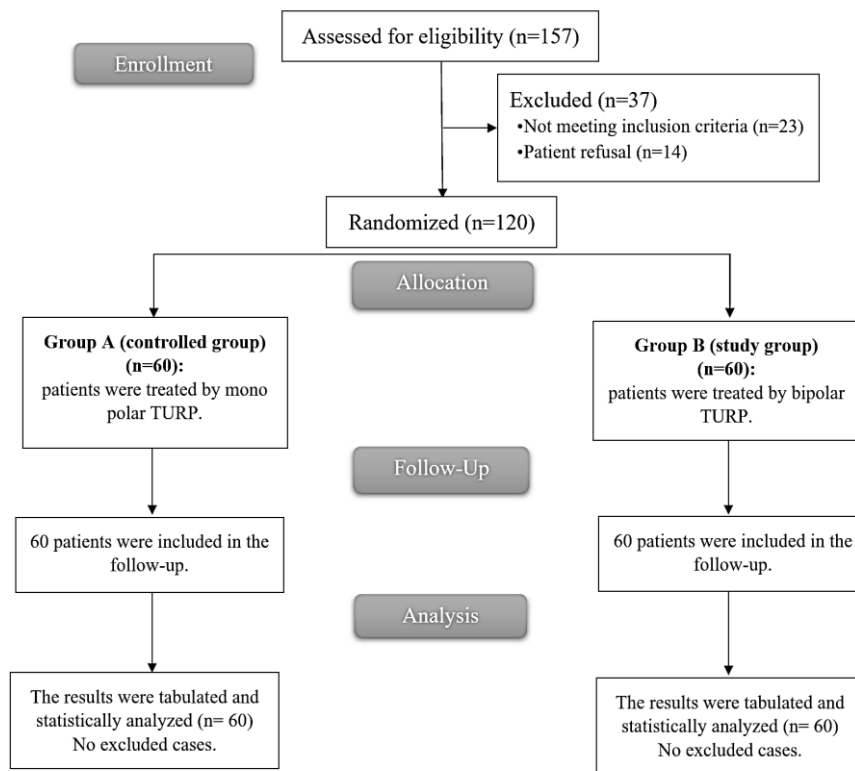 Assessed for eligibility (n=157)
Enrollment
Excluded (n=37)
•Not meeting inclusion criteria (n=23)
•Patient refusal (n=14)
Randomized (n=120)
Allocation
Group A (controlled group)
(n=60):
patients were treated by mono
polar TURP.
Group B (study group)
(n=60):
patients were treated by bipolar
TURP.
Follow-Up
60 patients were included in the
follow-up.
60 patients were included in the
follow-up.
Analysis
The results were tabulated and
statistically analyzed (n= 60)
No excluded cases.
The results were tabulated and
statistically analyzed (n= 60)
No excluded cases.